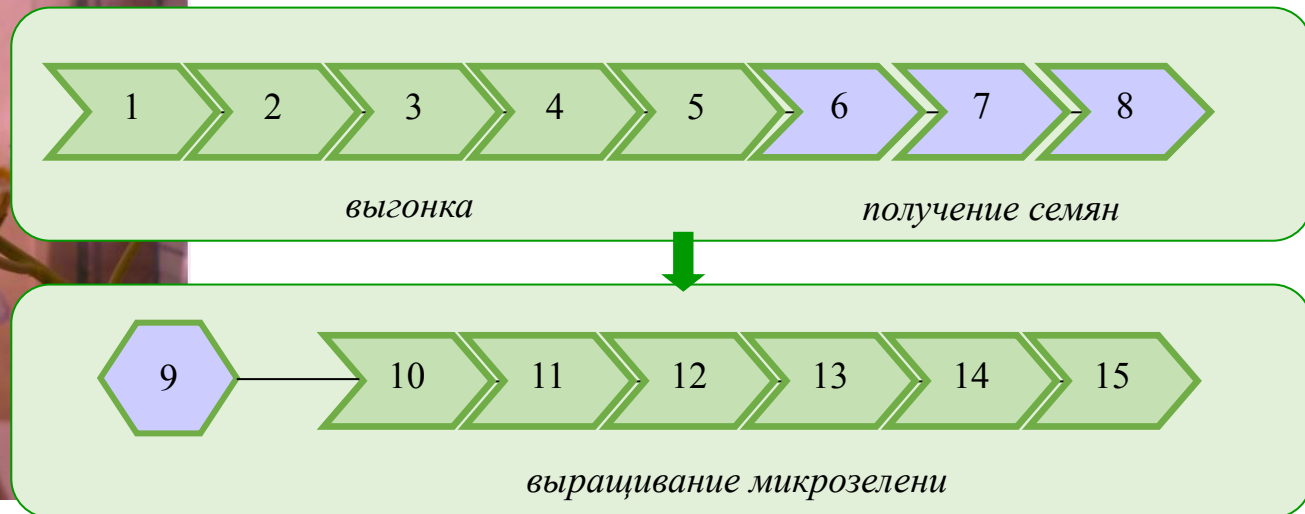 1 2 3 4 5 6 7 8
выгонка получение семян
9 10 11 12 13 14 15
выращивание микрозелени